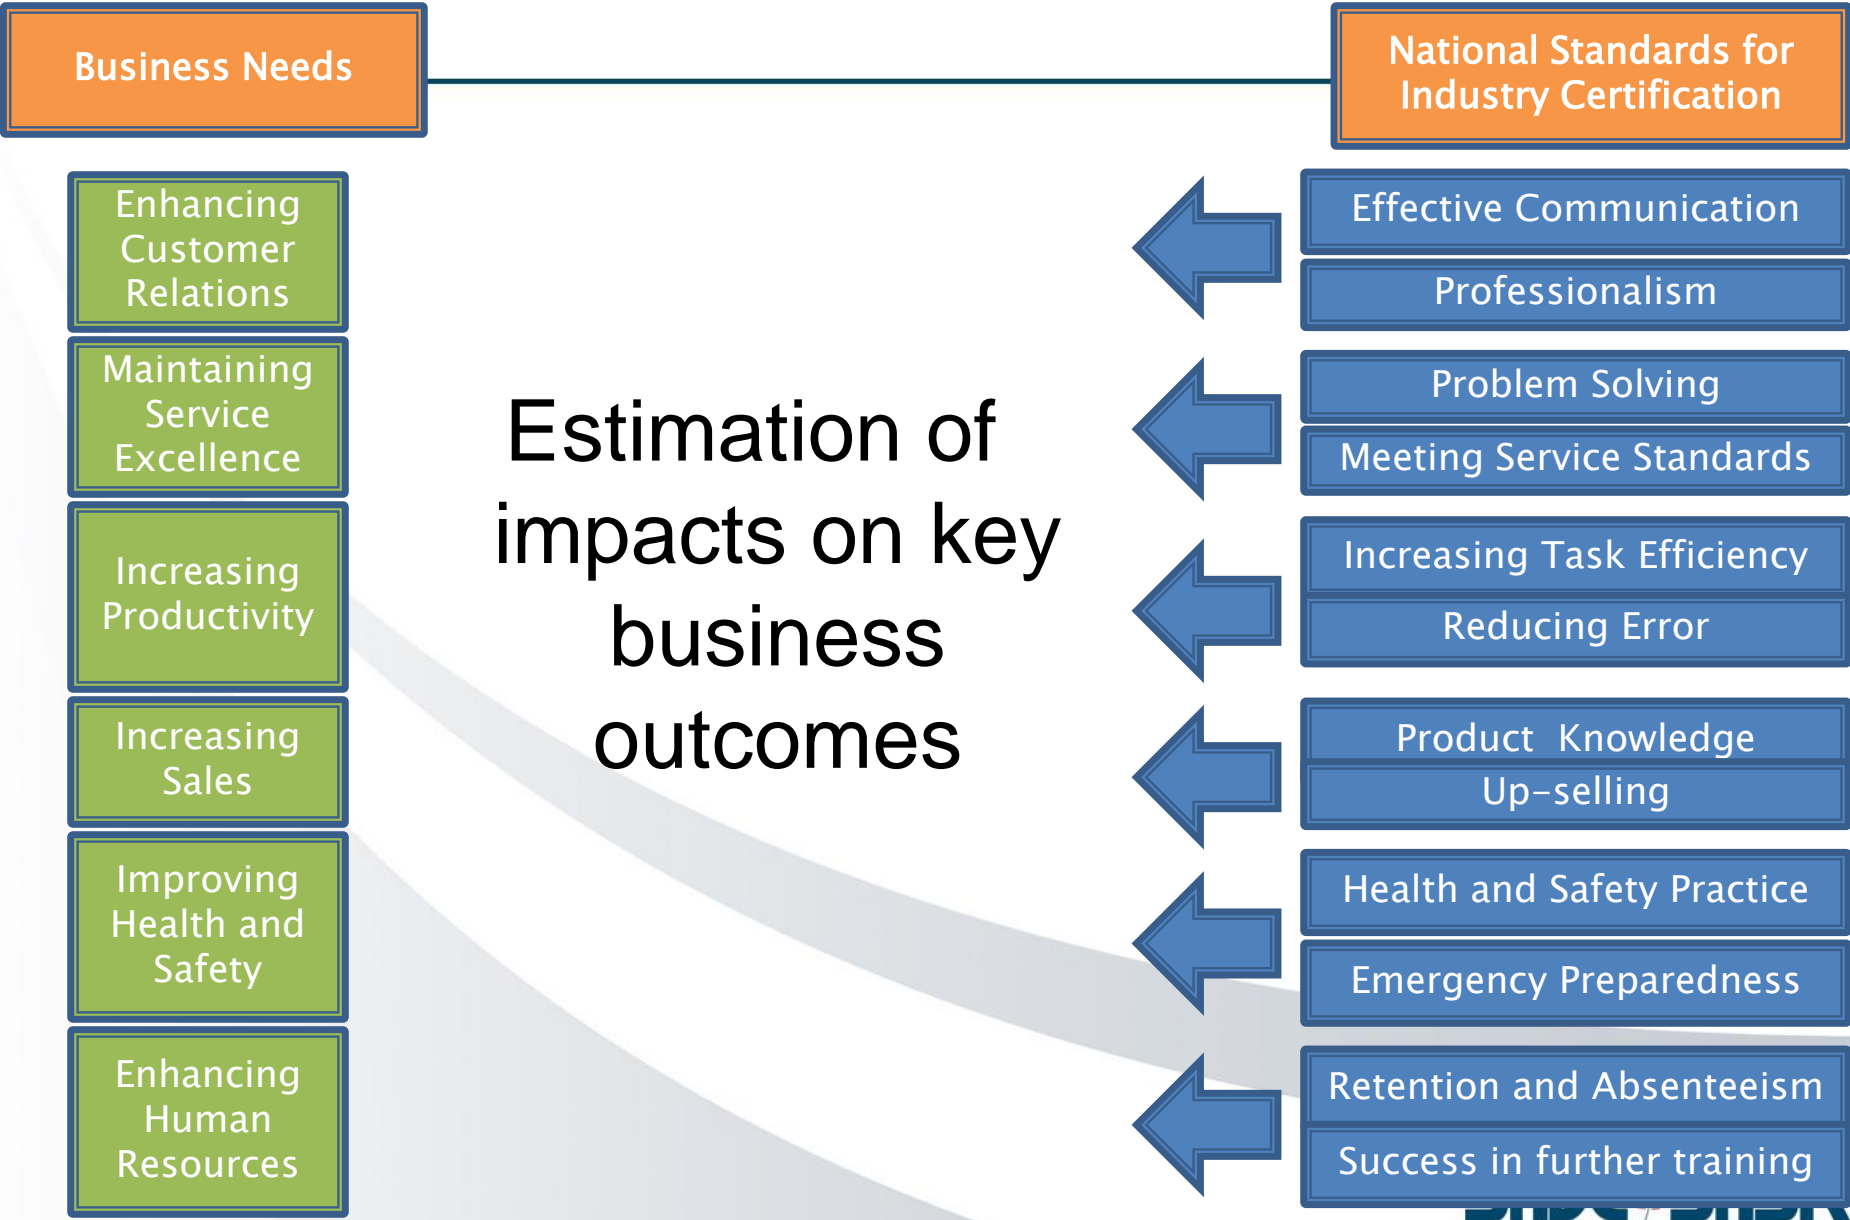 Business Needs
National Standards for
Industry Certification
Enhancing
Customer
Relations
Maintaining
Service
Excellence
Increasing
Productivity
Increasing
Sales
Improving
Health and
Safety
Enhancing
Human
Resources
Estimation of
impacts on key
business
outcomes
Effective Communication
Professionalism
Problem Solving
Meeting Service Standards
Increasing Task Efficiency
Reducing Error
Product  Knowledge
Up-selling
Health and Safety Practice
Emergency Preparedness
Retention and Absenteeism
Success in further training